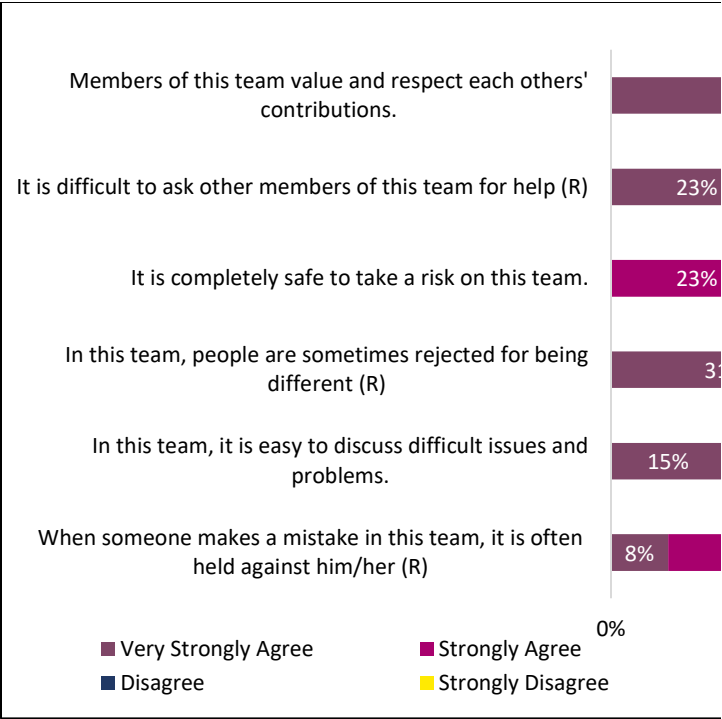 Members of this team value and respect each others'
contributions.
It is difficult to ask other members of this team for help (R)
23%
It is completely safe to take a risk on this team.
23%
In this team, people are sometimes rejected for being
different (R)
31
In this team, it is easy to discuss difficult issues and
problems.
15%
When someone makes a mistake in this team, it is often
held against him/her (R)
8%
0%
Very Strongly Agree
Strongly Agree
Disagree
Strongly Disagree